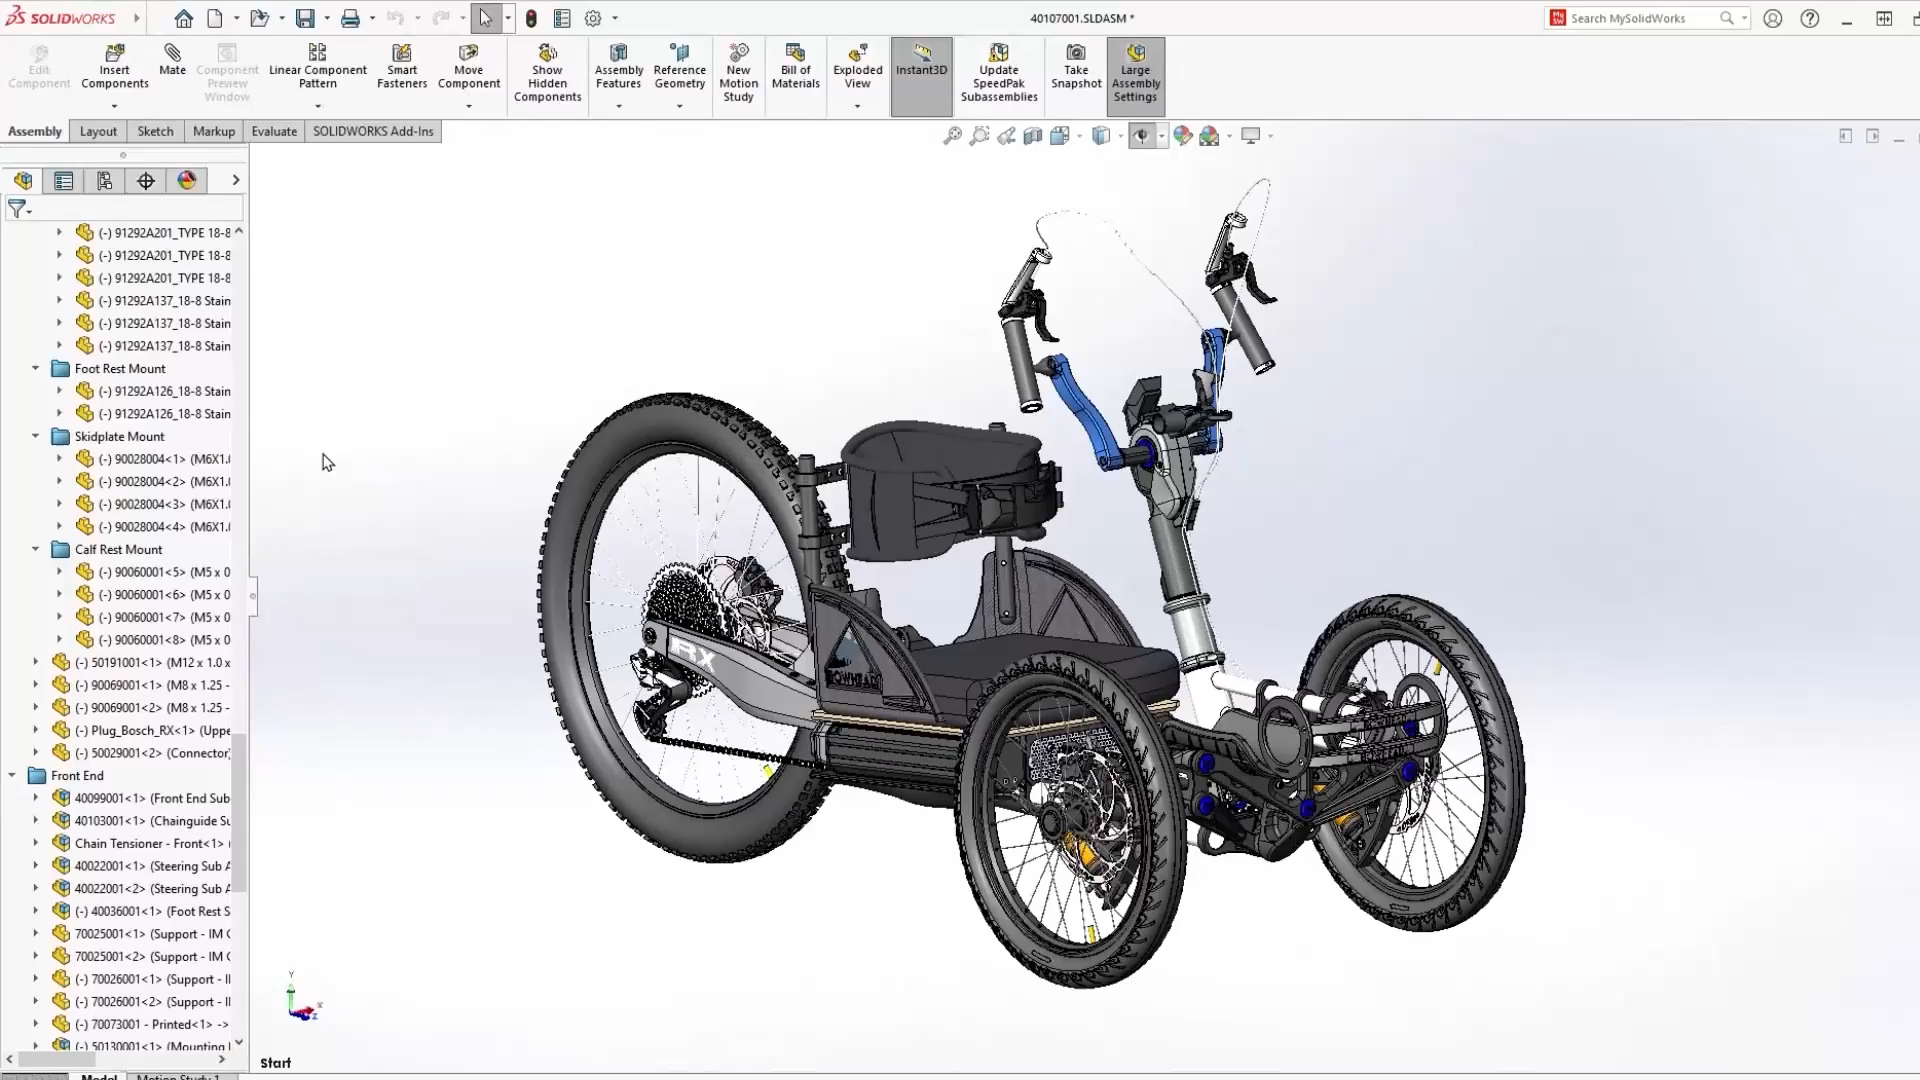 SOLIDWORKS
40107001.SLDASM *
Search MySolidWorks
Edit Component
Insert Components
Mate
Component Preview Window
Linear Component Pattern
Smart Fasteners
Move Component
Show Hidden Components
Assembly Features
Reference Geometry
New Motion Study
Bill of Materials
Exploded View
Instant3D
Update SpeedPak Subassemblies
Take Snapshot
Large Assembly Settings
Assembly
Layout
Sketch
Markup
Evaluate
SOLIDWORKS Add-Ins
(-) 91292A201_TYPE 18-8
(-) 91292A201_TYPE 18-8
(-) 91292A201_TYPE 18-8
(-) 91292A137_18-8 Stain
(-) 91292A137_18-8 Stain
(-) 91292A137_18-8 Stain
Foot Rest Mount
(-) 91292A126_18-8 Stain
(-) 91292A126_18-8 Stain
Skidplate Mount
(-) 90028004<1> (M6X1.0
(-) 90028004<2> (M6X1.0
(-) 90028004<3> (M6X1.0
(-) 90028004<4> (M6X1.0
Calf Rest Mount
(-) 90060001<5> (M5 x 0
(-) 90060001<6> (M5 x 0
(-) 90060001<7> (M5 x 0
(-) 90060001<8> (M5 x 0
(-) 50191001<1> (M12 x 1.0 x
(-) 90069001<1> (M8 x 1.25 -
(-) 90069001<2> (M8 x 1.25 -
(-) Plug_Bosch_RX<1> (Uppe
(-) 50029001<2> (Connector
Front End
40099001<1> (Front End Sub
40103001<1> (Chainguide Su
Chain Tensioner - Front<1> (
40022001<1> (Steering Sub A
40022001<2> (Steering Sub A
(-) 40036001<1> (Foot Rest S
70025001<1> (Support - IM C
70025001<2> (Support - IM C
(-) 70026001<1> (Support - I
(-) 70026001<2> (Support - I
(-) 70073001 - Printed<1> ->
(-) 50130001<1> (Mounting
RX
BOWHEAD
Y
X
Z
Start
Model
Motion Study 1